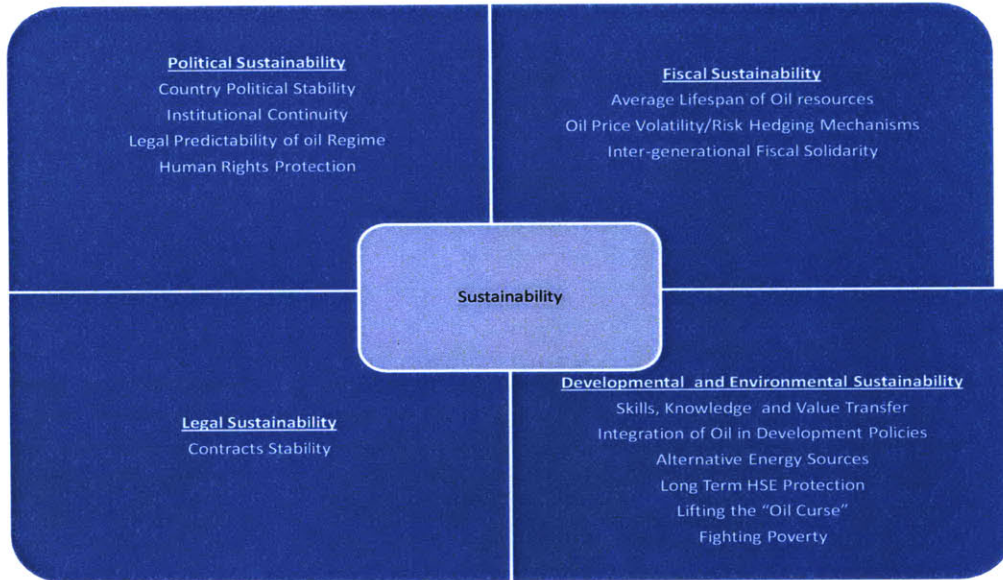 Political Sustainability
Country Political Stability
Institutional Continuity
Legal Predictability of oil Regime
Human Rights Protection
Fiscal Sustainability
Average Lifespan of Oil resources
Oil Price Volatility/Risk Hedging Mechanisms
Inter-generational Fiscal Solidarity
Sustainability
Legal Sustainability
Contracts Stability
Developmental and Environmental Sustainability
Skills, Knowledge and Value Transfer
Integration of Oil in Development Policies
Alternative Energy Sources
Long Term HSE Protection
Lifting the “Oil Curse”
Fighting Poverty